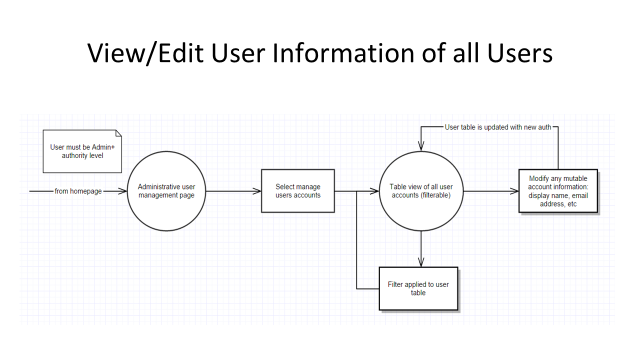 View/Edit User Information of all Users
User table is updated with new auth
User must be Admin+
authority level
from homepage
Administrative user
management page
Select manage
users accounts
Table view of all user
accounts (filterable)
Modify any mutable
account information:
display name, email
address, etc
Filter applied to user
table